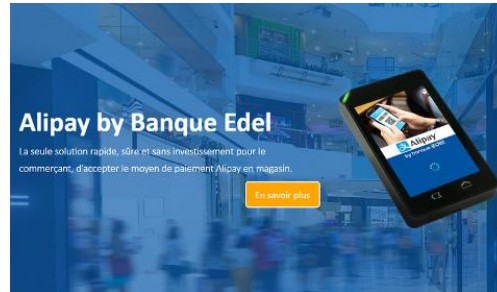 Alipay by Banque Edel
La seule solution rapide, sûre et sans investissement pour le
commerçant, d'accepter le moyen de paiement Alipay en magasin.
En savoir plus
Alipay
by Banque EDEL